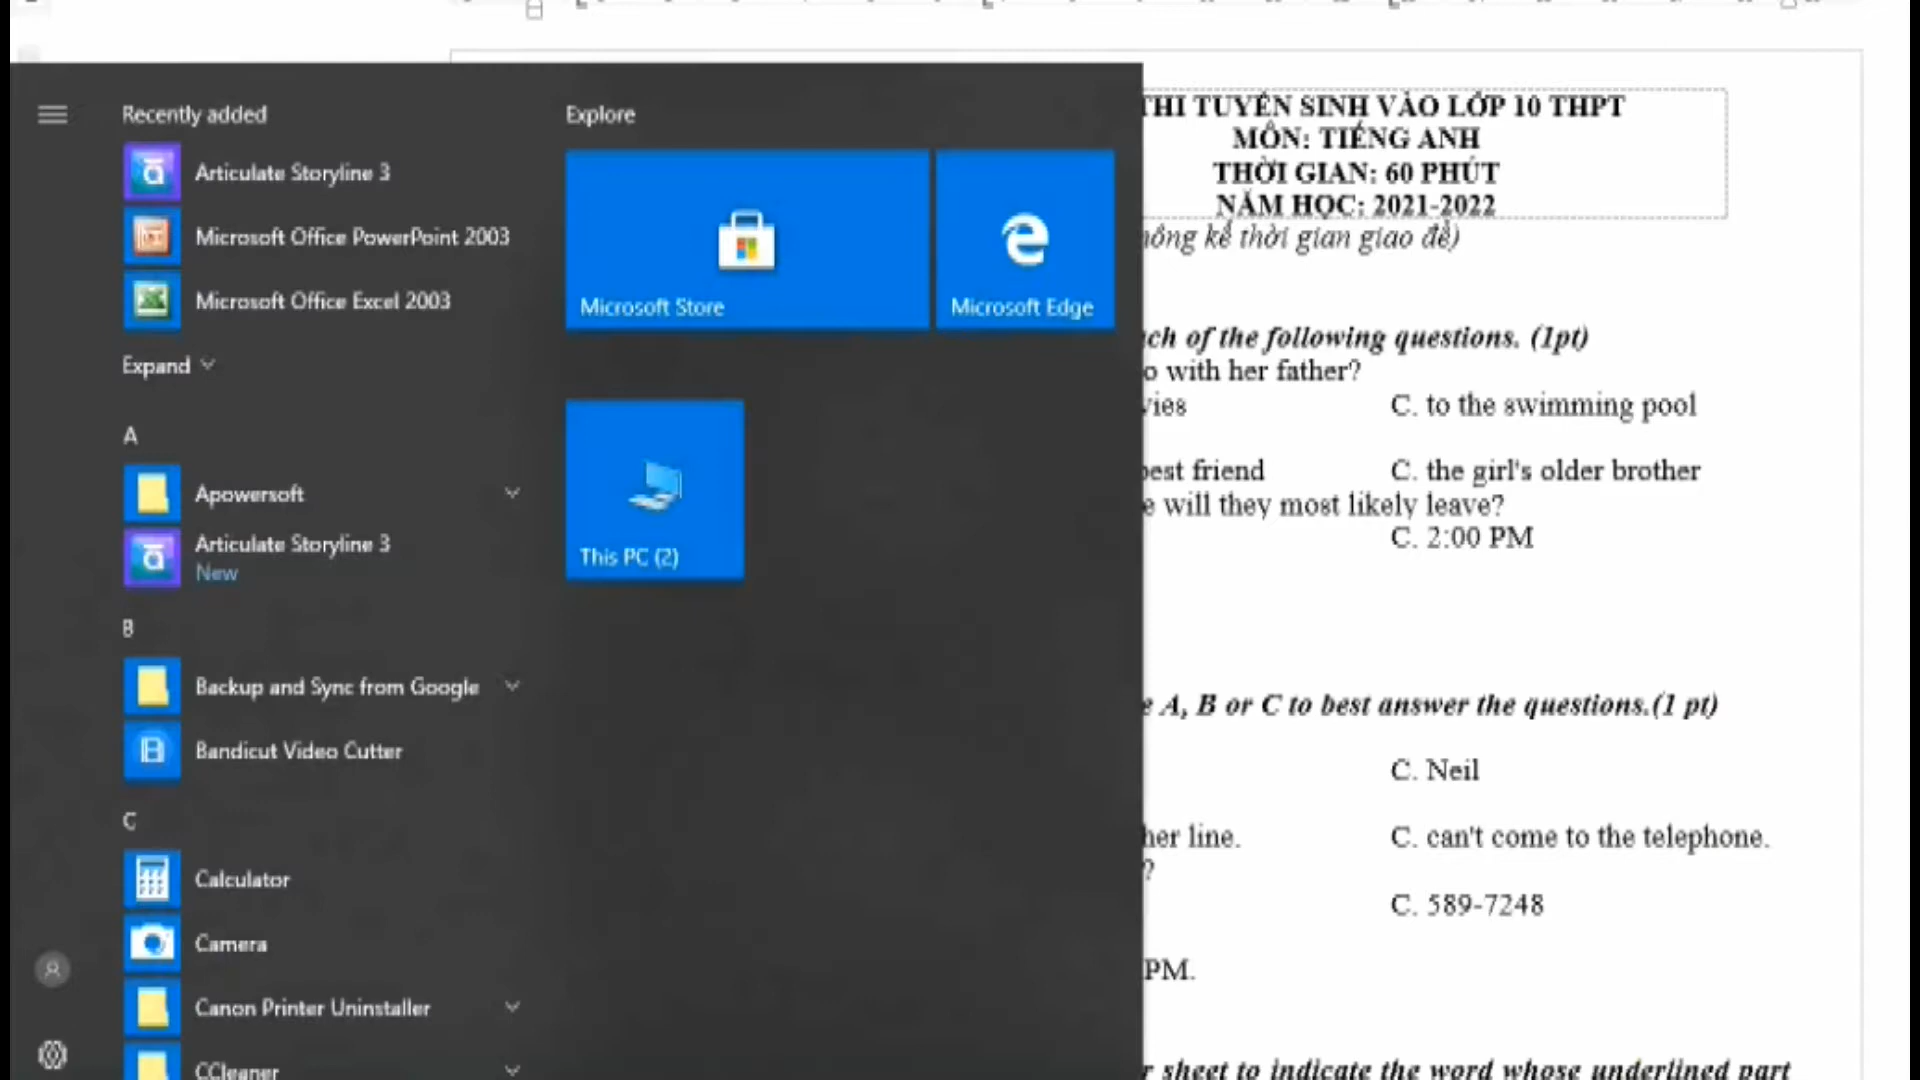 Recently added
Articulate Storyline 3
Microsoft Office PowerPoint 2003
Microsoft Office Excel 2003
Expand
A
Apowersoft
Articulate Storyline 3
New
B
Backup and Sync from Google
Bandicut Video Cutter
C
Calculator
Camera
Canon Printer Uninstaller
CCleaner
Explore
Microsoft Store
Microsoft Edge
This PC (2)
THI TUYỂN SINH VÀO LỚP 10 THPT
MÔN: TIẾNG ANH
THỜI GIAN: 60 PHÚT
NĂM HỌC: 2021-2022
kể thời gian giao đề)
of the following questions. (1pt)
with her father?
C. to the swimming pool
friend C. the girl's older brother
will they most likely leave?
C. 2:00 PM
A, B or C to best answer the questions.(1 pt)
C. Neil
line. C. can't come to the telephone.
?
C. 589-7248
PM.
sheet to indicate the word whose underlined part